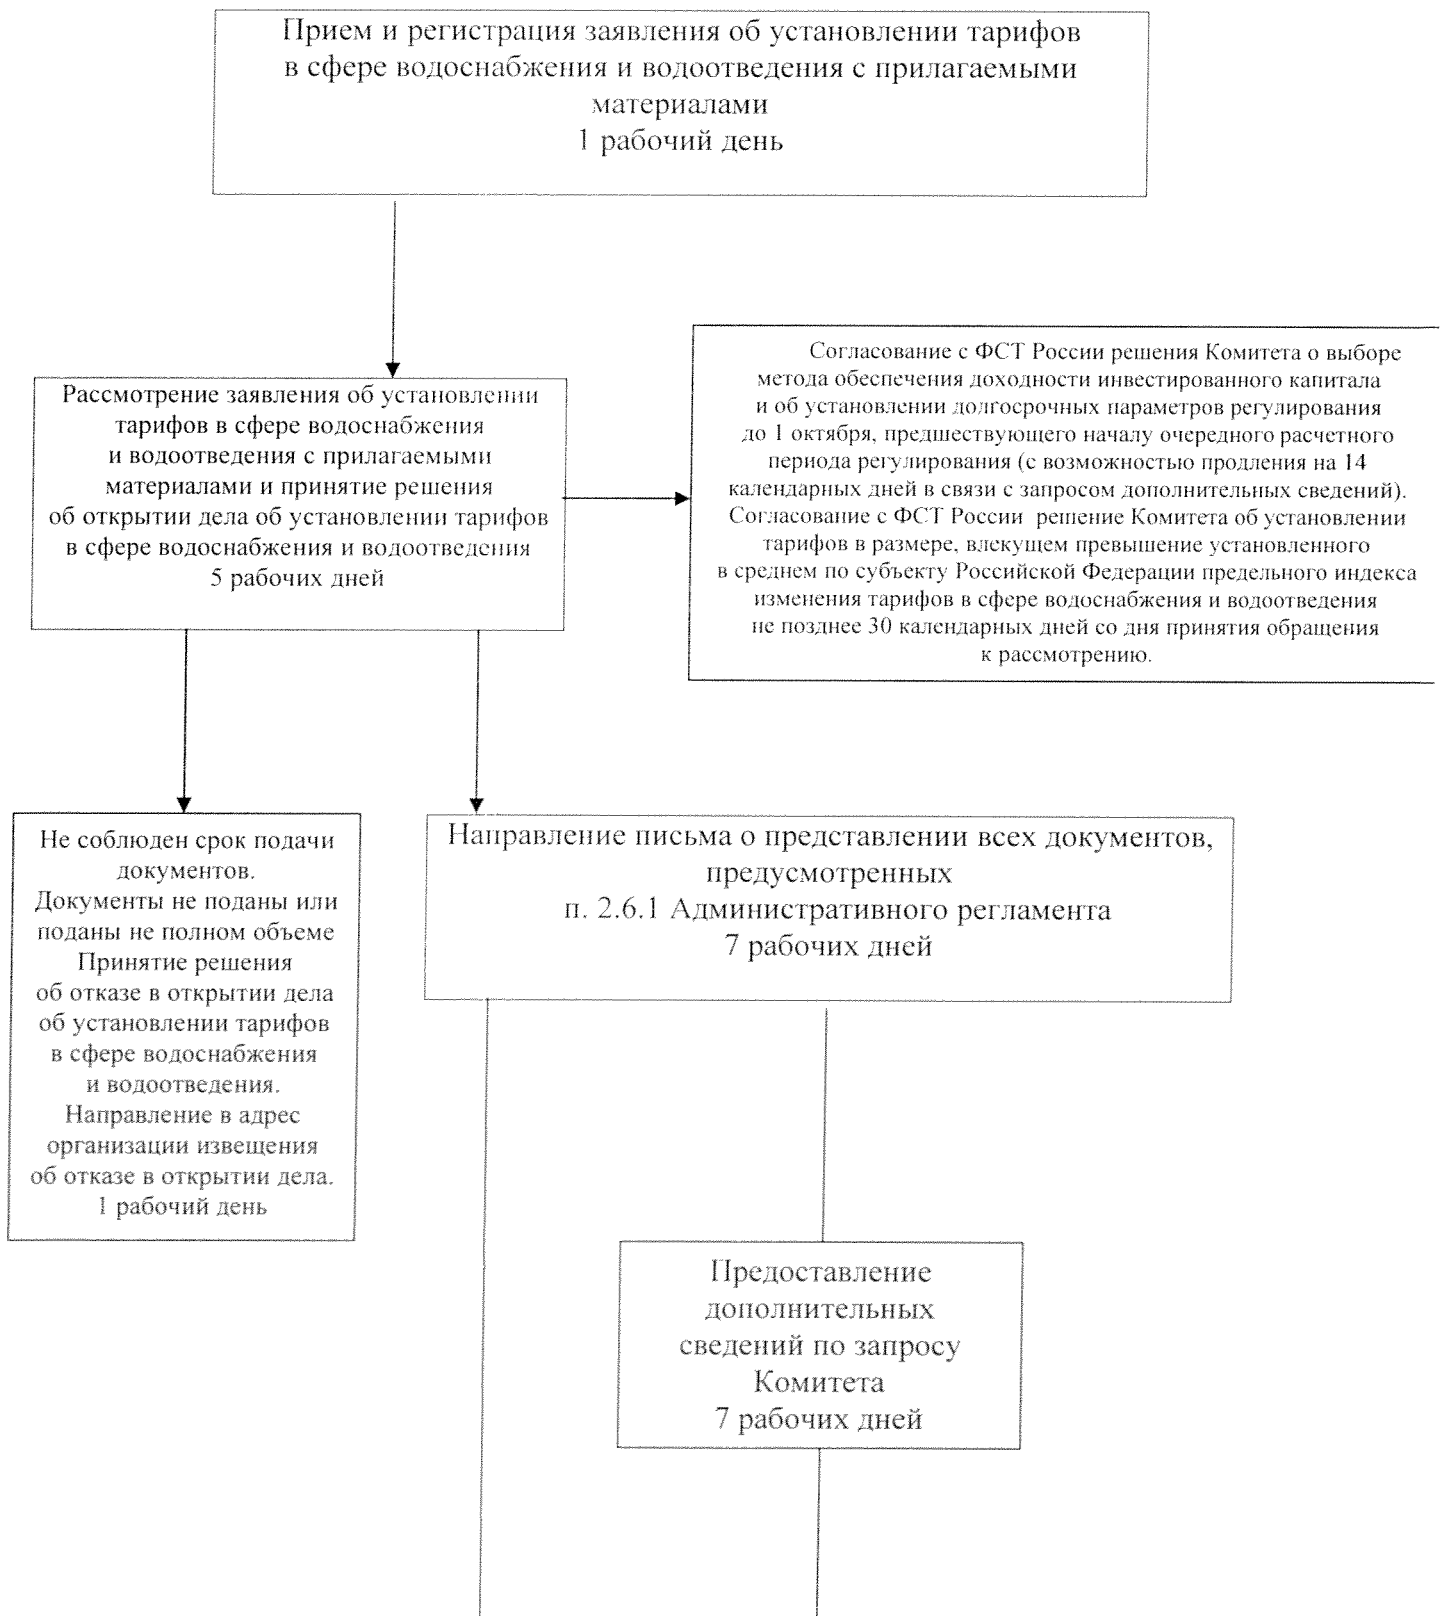 Прием и регистрация заявления об установлении тарифов
в сфере водоснабжения и водоотведения с прилагаемыми
материалами
1 рабочий день
Рассмотрение заявления об установлении
тарифов в сфере водоснабжения
и водоотведения с прилагаемыми
материалами и принятие решения
об открытии дела об установлении тарифов
в сфере водоснабжения и водоотведения
5 рабочих дней
Согласование с ФСТ России решения Комитета о выборе
метода обеспечения доходности инвестированного капитала
и об установлении долгосрочных параметров регулирования
до 1 октября, предшествующего началу очередного расчетного
периода регулирования (с возможностью продления на 14
календарных дней в связи с запросом дополнительных сведений).
Согласование с ФСТ России решение Комитета об установлении
тарифов в размере, влекущем превышение установленного
в среднем по субъекту Российской Федерации предельного индекса
изменения тарифов в сфере водоснабжения и водоотведения
не позднее 30 календарных дней со дня принятия обращения
к рассмотрению.
Не соблюден срок подачи
документов.
Документы не поданы или
поданы не полном объеме
Принятие решения
об отказе в открытии дела
об установлении тарифов
в сфере водоснабжения
и водоотведения.
Направление в адрес
организации извещения
об отказе в открытии дела.
1 рабочий день
Направление письма о представлении всех документов,
предусмотренных
п. 2.6.1 Административного регламента
7 рабочих дней
Предоставление
дополнительных
сведений по запросу
Комитета
7 рабочих дней